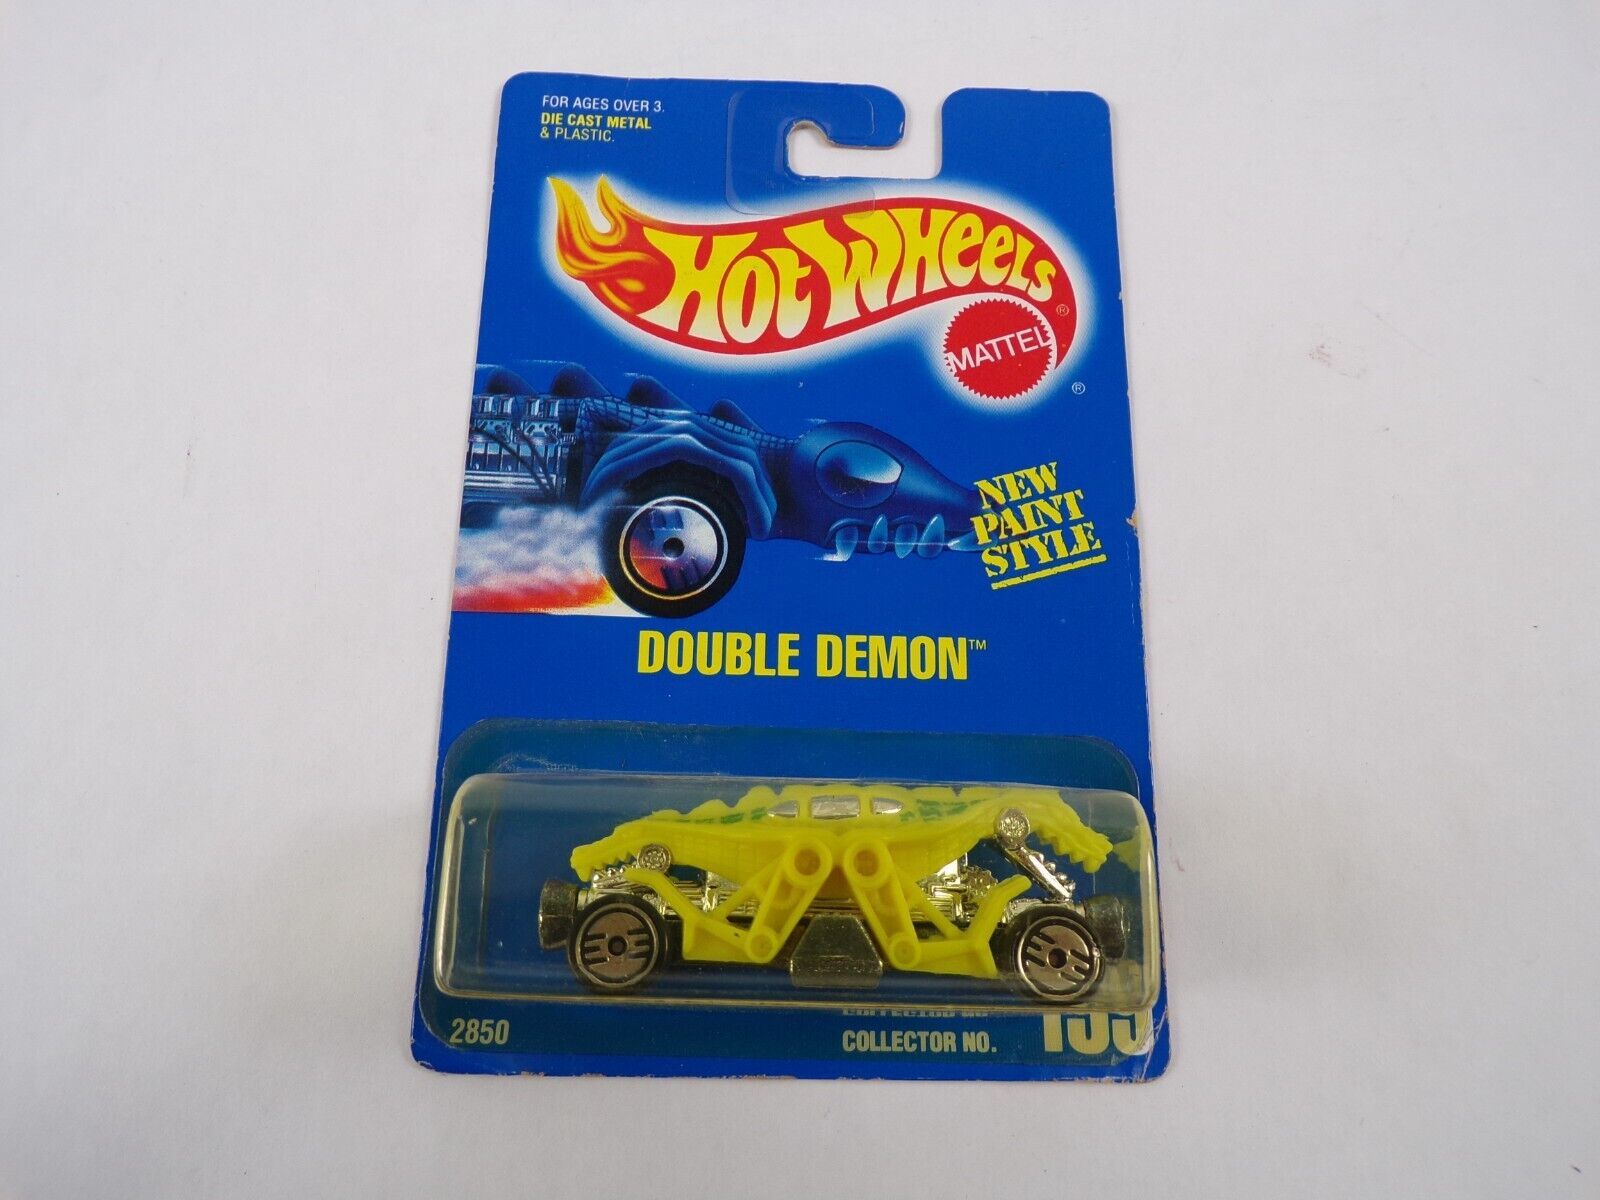 FOR AGES OVER 3.
DIE CAST METAL
& PLASTIC.
HOT WHEELS ®
MATTEL
®
NEW
PAINT
STYLE
DOUBLE DEMON™
2850
COLLECTOR NO.